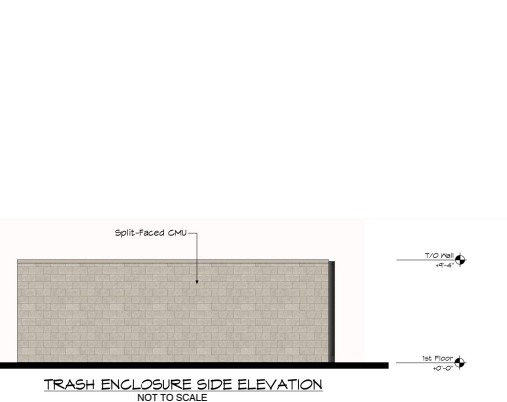 Split-Faced CMU
T/O Wall
+9'-4"
1st Floor
+0'-0"
TRASH ENCLOSURE SIDE ELEVATION
NOT TO SCALE